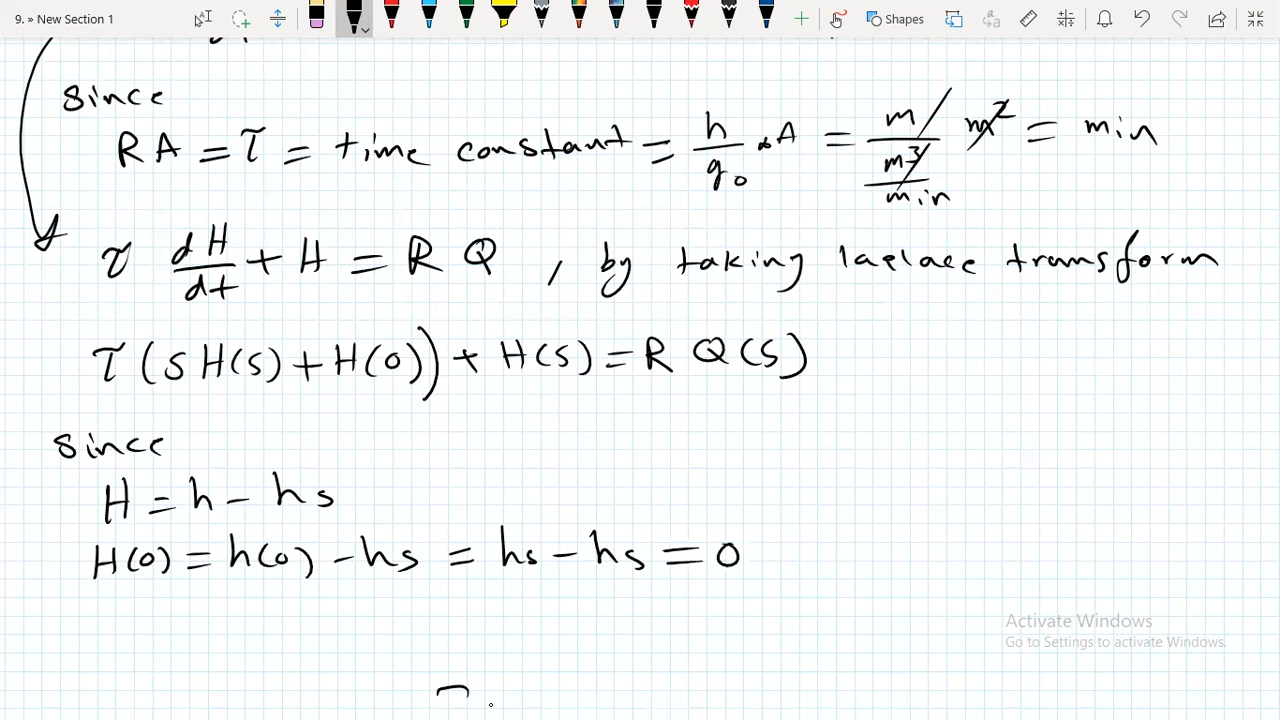 9. » New Section 1
Shapes
since
RA = τ = time constant = h/q₀ * A = m/(m³/min) m² = min
τ dH/dt + H = R Q , by taking laplace transform
τ (S H(S) + H(0)) + H(S) = R Q(S)
since
H = h - hs
H(0) = h(0) - hs = hs - hs = 0
Activate Windows
Go to Settings to activate Windows.